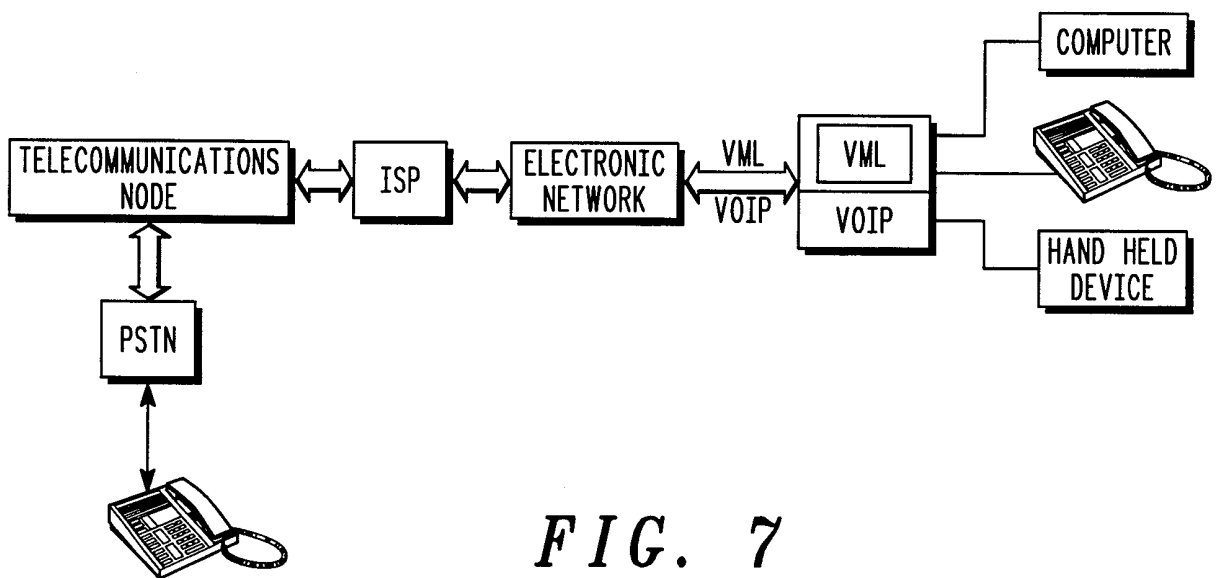 COMPUTER
TELECOMMUNICATIONS
NODE
ISP
ELECTRONIC
NETWORK
VML
VOIP
VML
VOIP
HAND HELD
DEVICE
PSTN
FIG. 7